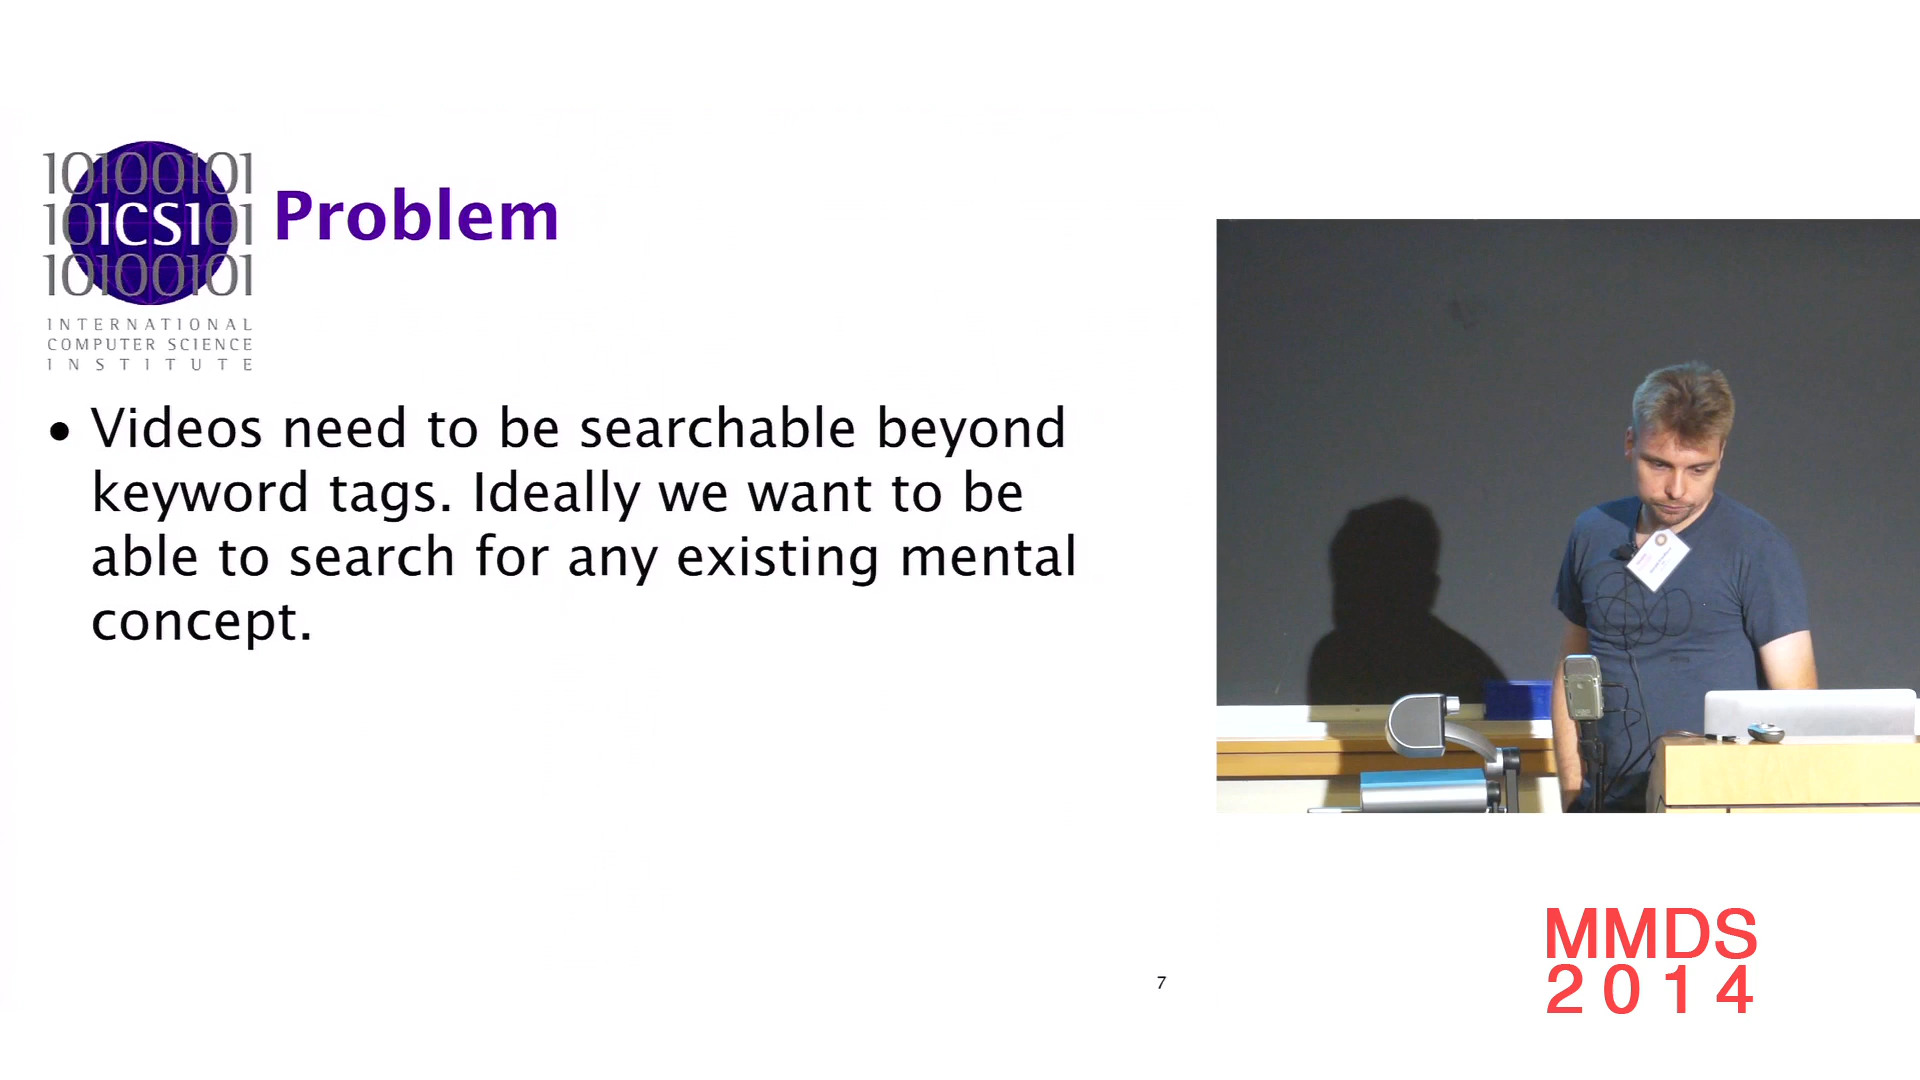 10100101
10ICSI01
10100101
INTERNATIONAL
COMPUTER SCIENCE
INSTITUTE
Problem
• Videos need to be searchable beyond
keyword tags. Ideally we want to be
able to search for any existing mental
concept.
7
MMDS
2014